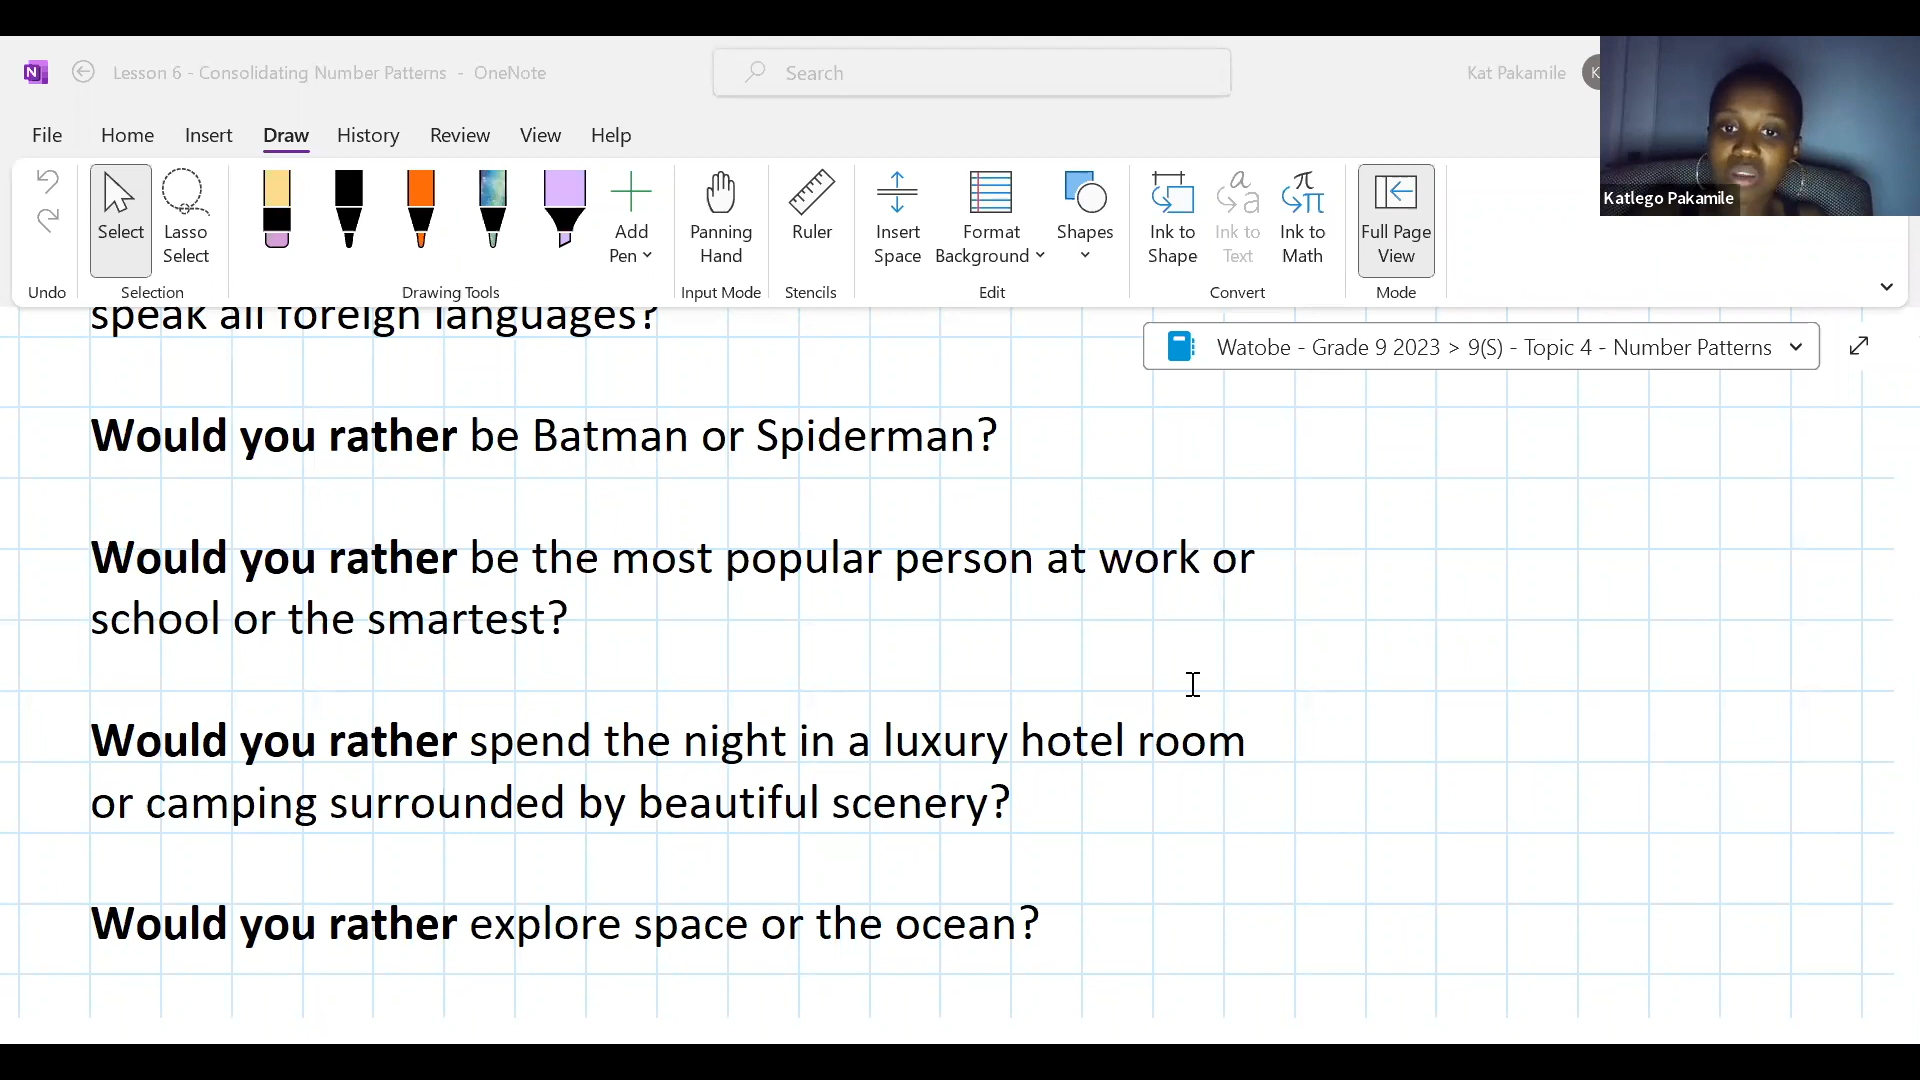 Lesson 6 - Consolidating Number Patterns - OneNote
Search
Kat Pakamile
K
Katlego Pakamile
File Home Insert Draw History Review View Help
Select
Lasso Select
Add Pen
Panning Hand
Ruler
Insert Space
Format Background
Shapes
Ink to Shape
Ink to Text
Ink to Math
Full Page View
Undo Selection Drawing Tools Input Mode Stencils Edit Convert Mode
speak all foreign languages?
Watobe - Grade 9 2023 > 9(S) - Topic 4 - Number Patterns
Would you rather be Batman or Spiderman?
Would you rather be the most popular person at work or
school or the smartest?
Would you rather spend the night in a luxury hotel room
or camping surrounded by beautiful scenery?
Would you rather explore space or the ocean?